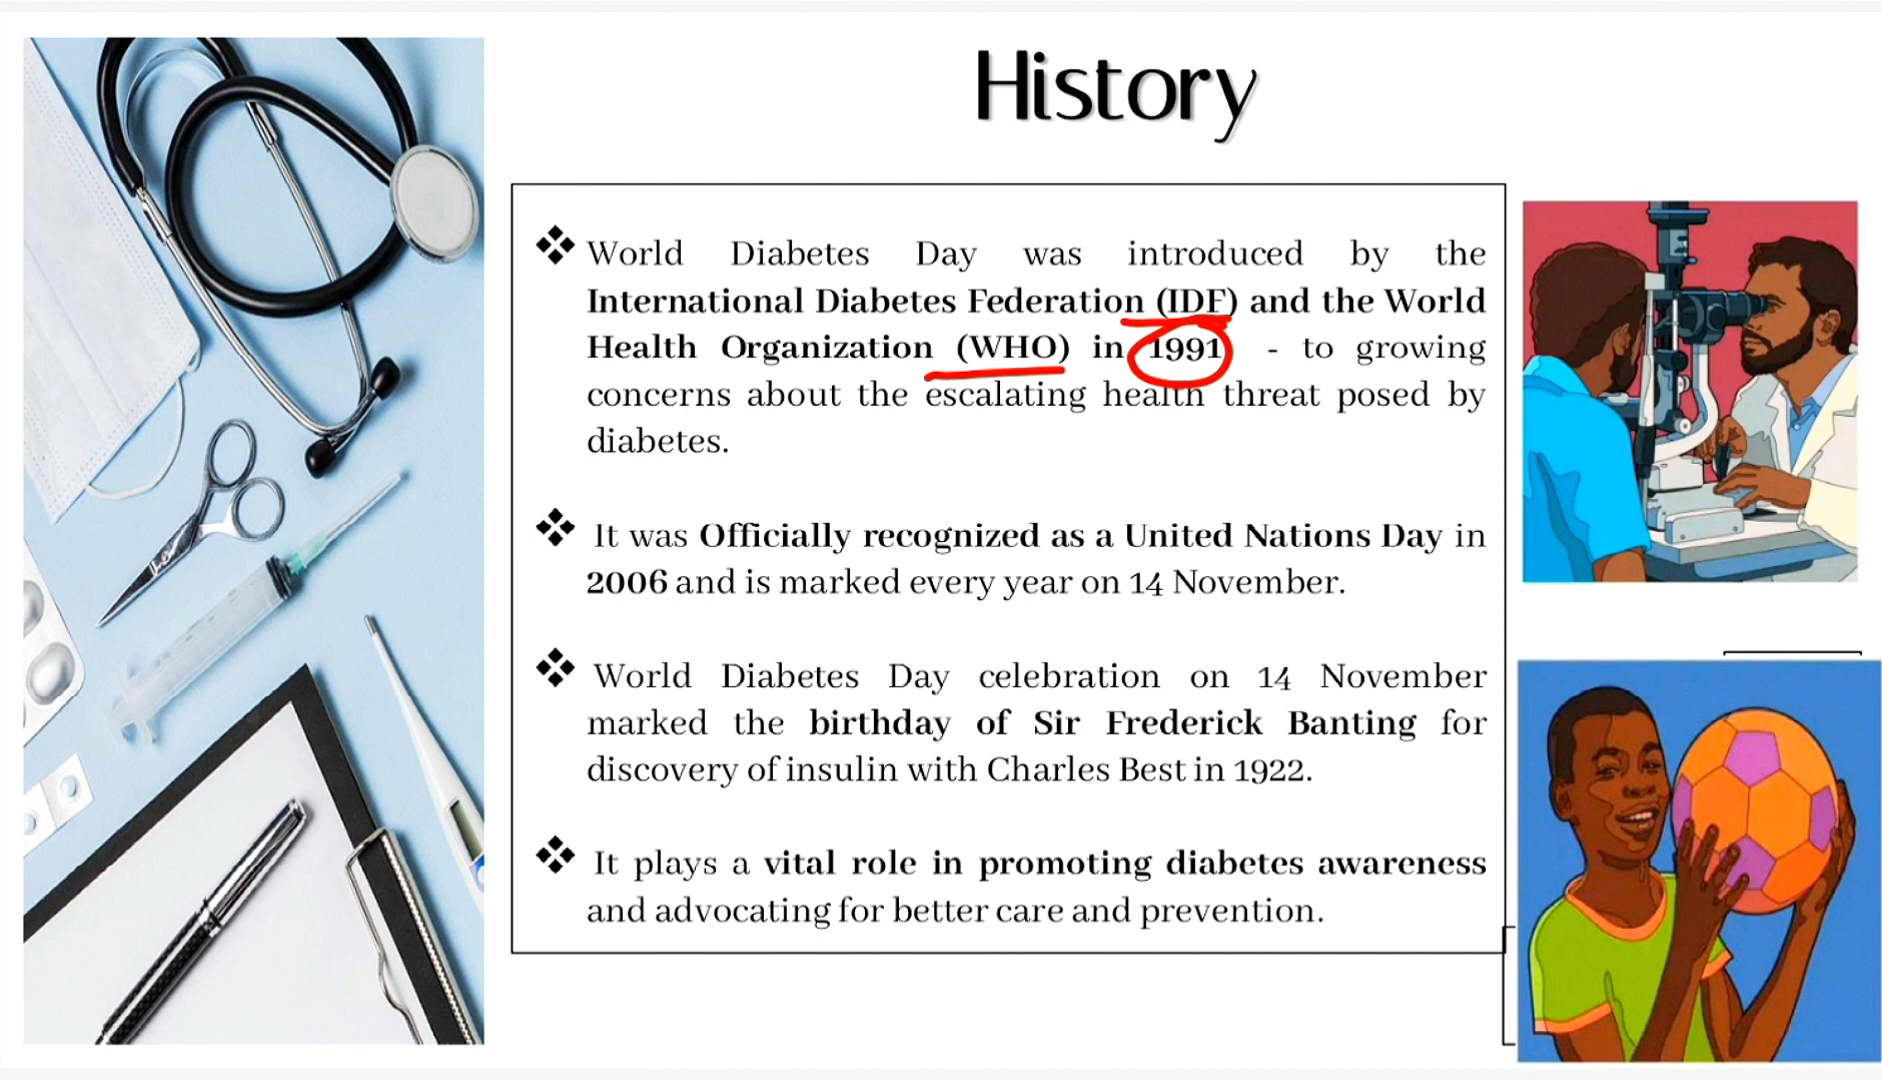 History
World Diabetes Day was introduced by the
International Diabetes Federation (IDF) and the World
Health Organization (WHO) in 1991 - to growing
concerns about the escalating health threat posed by
diabetes.
It was Officially recognized as a United Nations Day in
2006 and is marked every year on 14 November.
World Diabetes Day celebration on 14 November
marked the birthday of Sir Frederick Banting for
discovery of insulin with Charles Best in 1922.
It plays a vital role in promoting diabetes awareness
and advocating for better care and prevention.